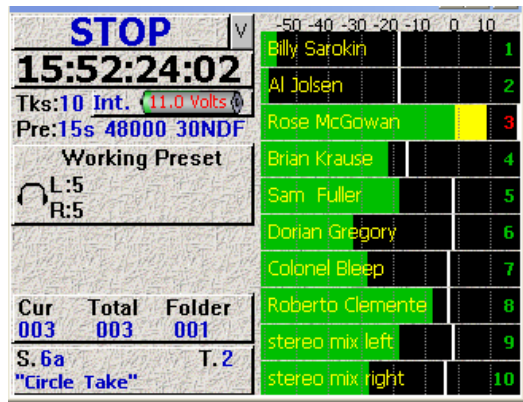 STOP V
15:52:24:02
Tks:10 Int. 11.0 Volts
Pre:15s 48000 30NDF
Working Preset
L:5
R:5
Cur Total Folder
003 003 001
S. 6a T. 2
"Circle Take"
-50 -40 -30 -20 -10 0 10
Billy Sarokin 1
Al Jolsen 2
Rose McGowan 3
Brian Krause 4
Sam Fuller 5
Dorian Gregory 6
Colonel Bleep 7
Roberto Clemente 8
stereo mix left 9
stereo mix right 10